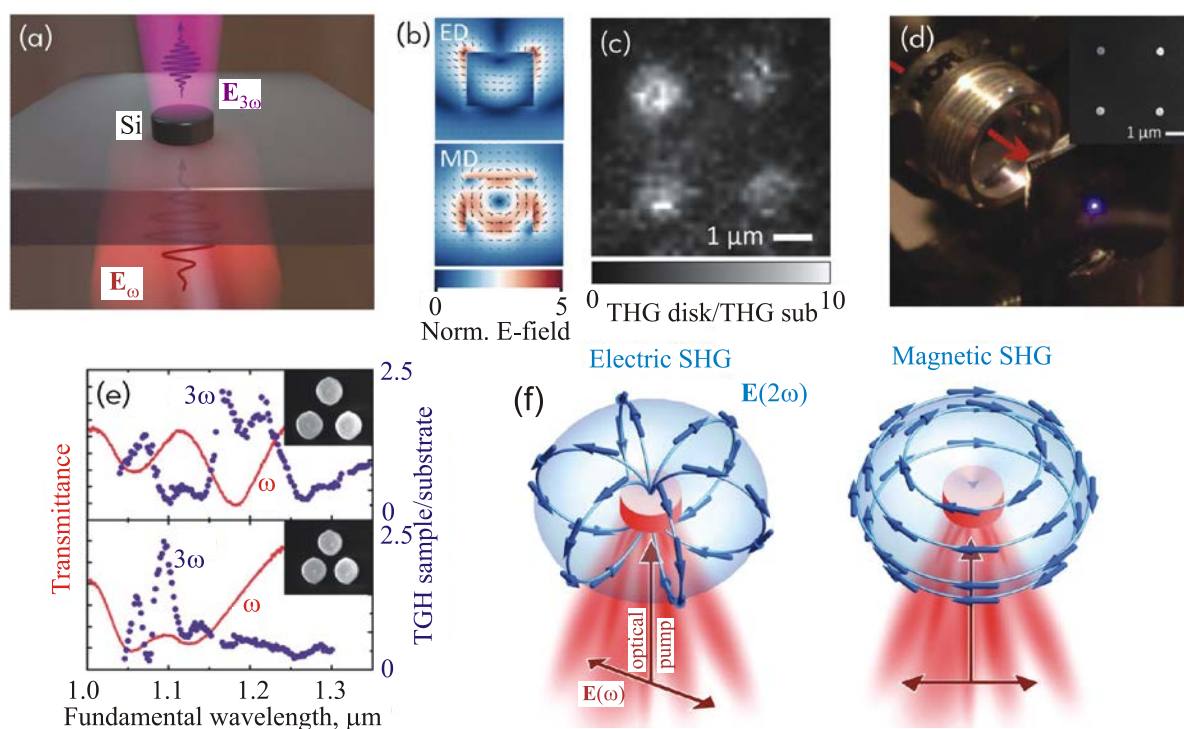 (a)
E3ω
Si
Eω
(b)
ED
MD
0 5
Norm. E-field
(c)
1 μm
0 10
THG disk/THG sub
(d)
1 μm
(e)
3ω
ω
3ω
ω
2.5
0
2.5
0
Transmittance
TGH sample/substrate
1.0 1.1 1.2 1.3
Fundamental wavelength, μm
Electric SHG
Magnetic SHG
(f)
E(2ω)
optical
pump
E(ω)